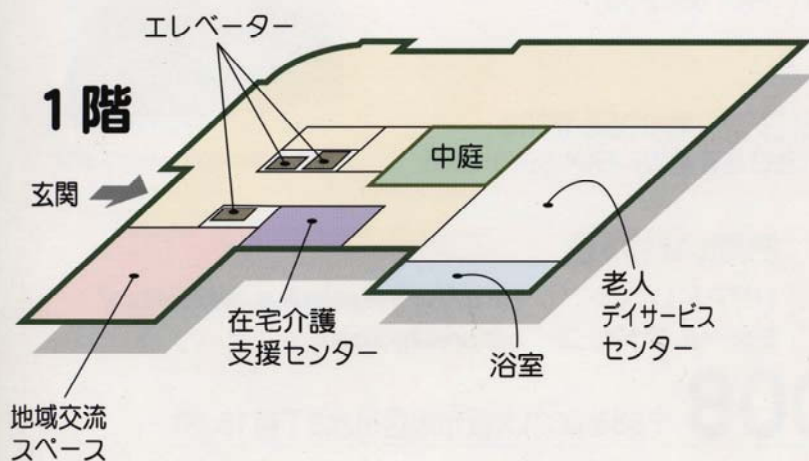 エレベーター
1階
中庭
玄関
在宅介護
支援センター
浴室
老人
デイサービス
センター
地域交流
スペース